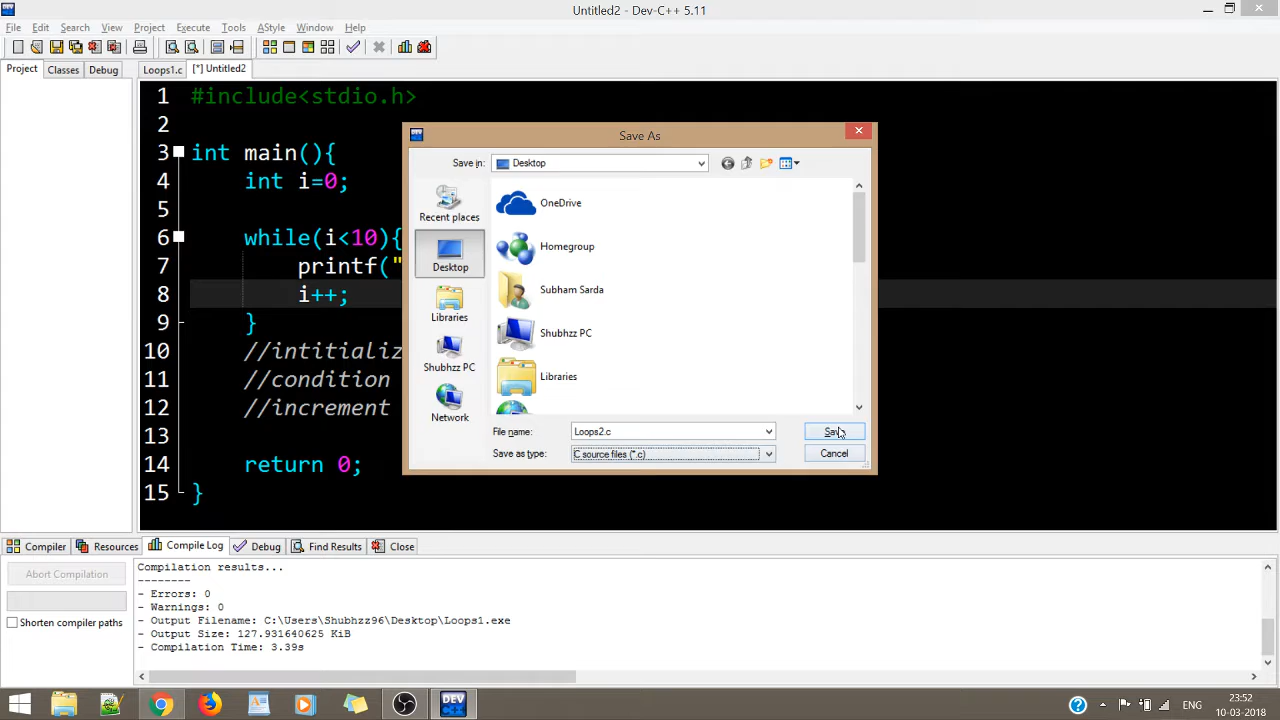 Untitled2 - Dev-C++ 5.11
File Edit Search View Project Execute Tools AStyle Window Help
Project Classes Debug Loops1.c [*] Untitled2
1 #include<stdio.h>
2
3 int main(){
4 int i=0;
5
6 while(i<10){
7 printf("
8 i++;
9 }
10 //intitializ
11 //condition
12 //increment
13
14 return 0;
15 }
Save As
Save in: Desktop
Recent places
Desktop
Libraries
Shubhzz PC
Network
OneDrive
Homegroup
Subham Sarda
Shubhzz PC
Libraries
File name: Loops2.c Save
Save as type: C source files (*.c) Cancel
Compiler Resources Compile Log Debug Find Results Close
Abort Compilation
Shorten compiler paths
Compilation results...
--------
- Errors: 0
- Warnings: 0
- Output Filename: C:\Users\Shubhzz96\Desktop\Loops1.exe
- Output Size: 127.931640625 KiB
- Compilation Time: 3.39s
DEV
ENG
23:52
10-03-2018